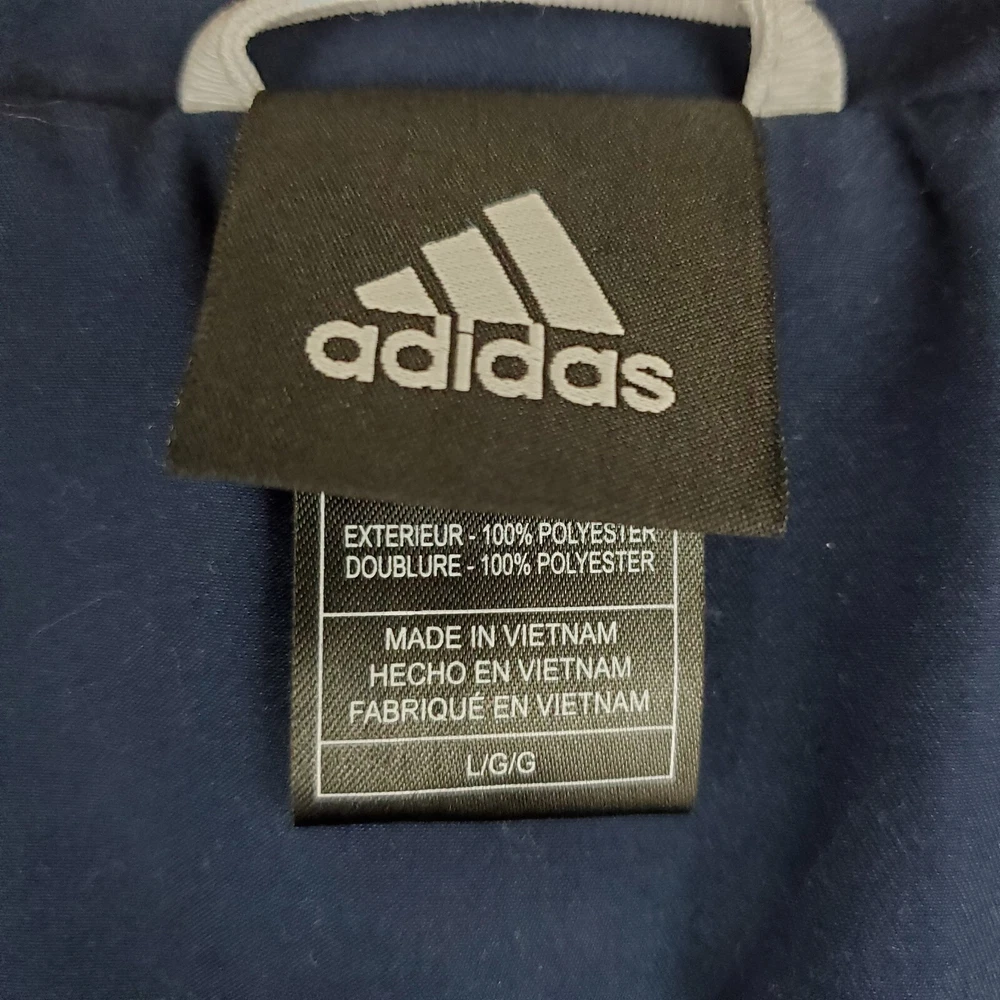 adidas
EXTERIEUR - 100% POLYESTER
DOUBLURE - 100% POLYESTER
MADE IN VIETNAM
HECHO EN VIETNAM
FABRIQUÉ EN VIETNAM
L/G/G